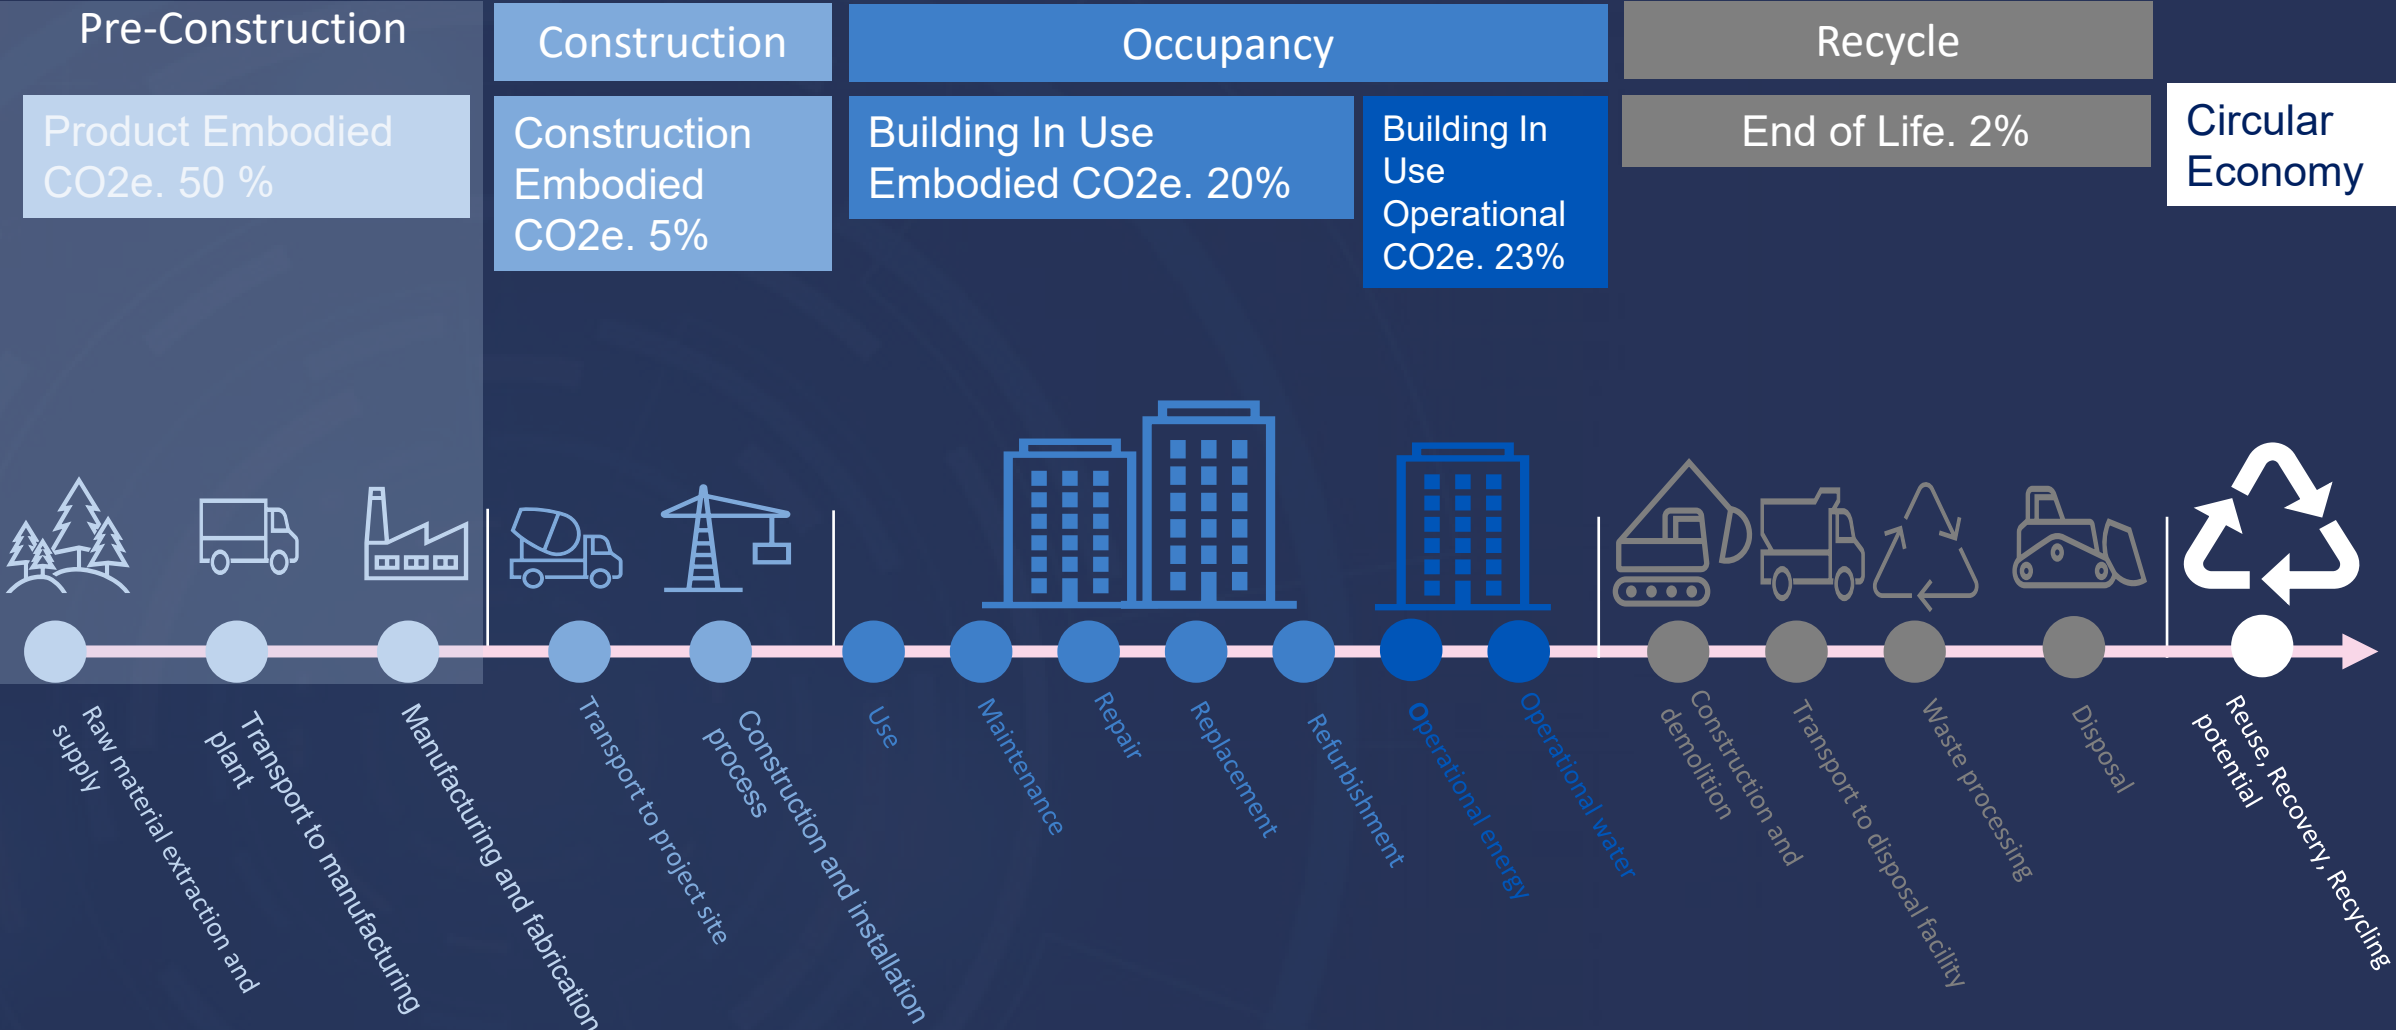 Pre-Construction
Construction
Occupancy
Recycle
Product Embodied
CO2e. 50 %
Construction
Embodied
CO2e. 5%
Building In Use
Embodied CO2e. 20%
Building In
Use
Operational
CO2e. 23%
End of Life. 2%
Circular
Economy
Raw material extraction and
supply
Transport to manufacturing
plant
Manufacturing and fabrication
Transport to project site
Construction and installation
process
Use
Maintenance
Repair
Replacement
Refurbishment
Operational energy
Operational water
Construction and
demolition
Transport to disposal facility
Waste processing
Disposal
Reuse, Recovery, Recycling
potential